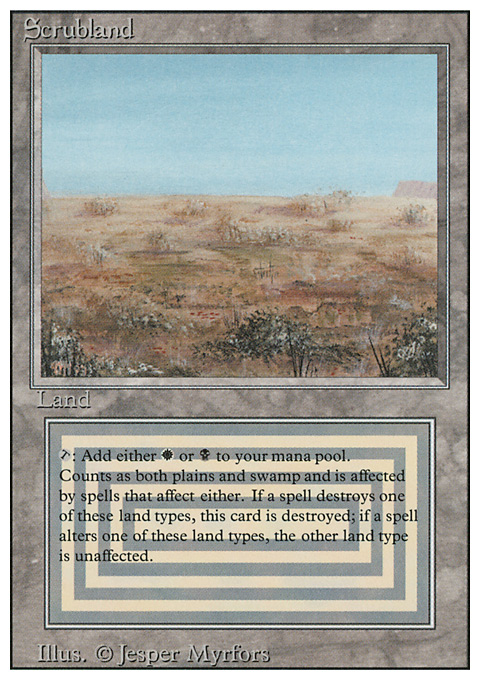 Scrubland
Land
: Add either or to your mana pool.
Counts as both plains and swamp and is affected
by spells that affect either. If a spell destroys one
of these land types, this card is destroyed; if a spell
alters one of these land types, the other land type
is unaffected.
Illus. © Jesper Myrfors